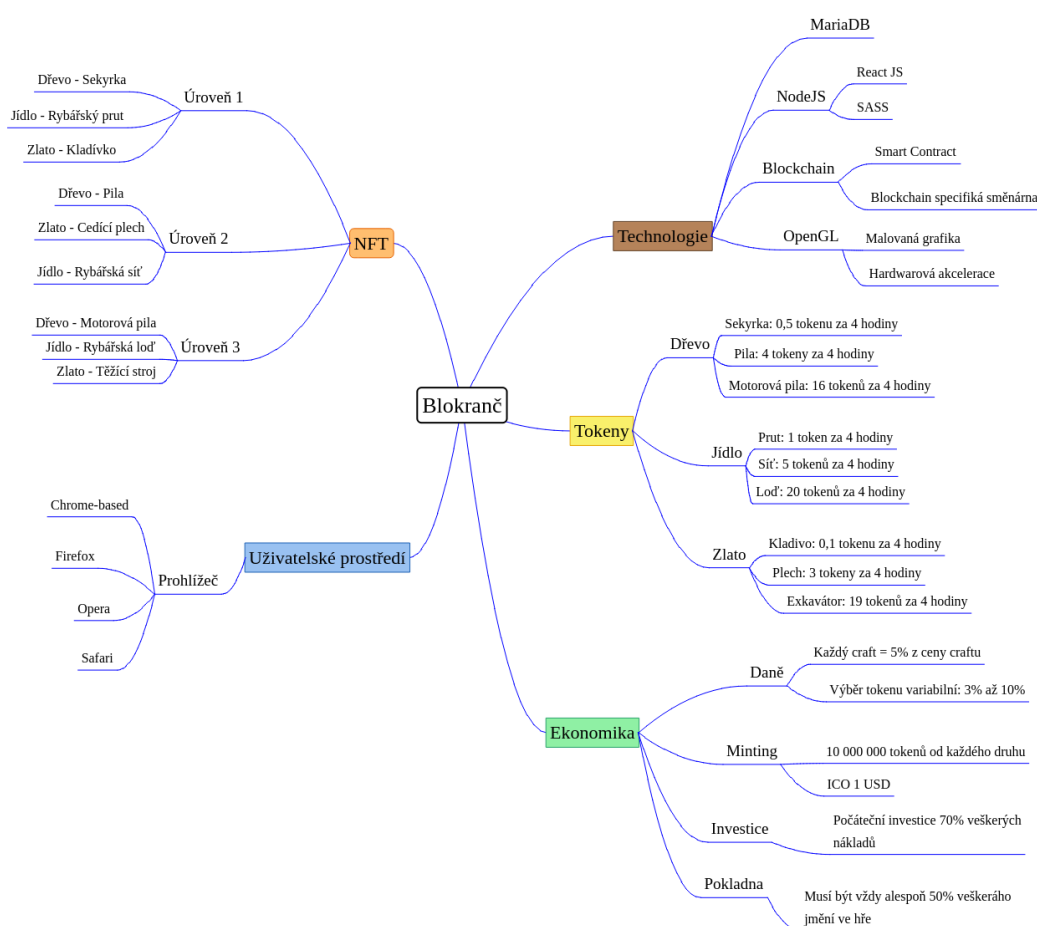 Blokranč
NFT
Úroveň 1
Dřevo - Sekyrka
Jídlo - Rybářský prut
Zlato - Kladívko
Úroveň 2
Dřevo - Pila
Zlato - Cedící plech
Jídlo - Rybářská síť
Úroveň 3
Dřevo - Motorová pila
Jídlo - Rybářská loď
Zlato - Těžící stroj
Uživatelské prostředí
Prohlížeč
Chrome-based
Firefox
Opera
Safari
Technologie
MariaDB
NodeJS
React JS
SASS
Blockchain
Smart Contract
Blockchain specifiká směnárna
OpenGL
Malovaná grafika
Hardwarová akcelerace
Tokeny
Dřevo
Sekyrka: 0,5 tokenu za 4 hodiny
Pila: 4 tokeny za 4 hodiny
Motorová pila: 16 tokenů za 4 hodiny
Jídlo
Prut: 1 token za 4 hodiny
Síť: 5 tokenů za 4 hodiny
Loď: 20 tokenů za 4 hodiny
Zlato
Kladivo: 0,1 tokenu za 4 hodiny
Plech: 3 tokeny za 4 hodiny
Exkavátor: 19 tokenů za 4 hodiny
Ekonomika
Daně
Každý craft = 5% z ceny craftu
Výběr tokenu variabilní: 3% až 10%
Minting
10 000 000 tokenů od každého druhu
ICO 1 USD
Investice
Počáteční investice 70% veškerých
nákladů
Pokladna
Musí být vždy alespoň 50% veškeráho
jmění ve hře